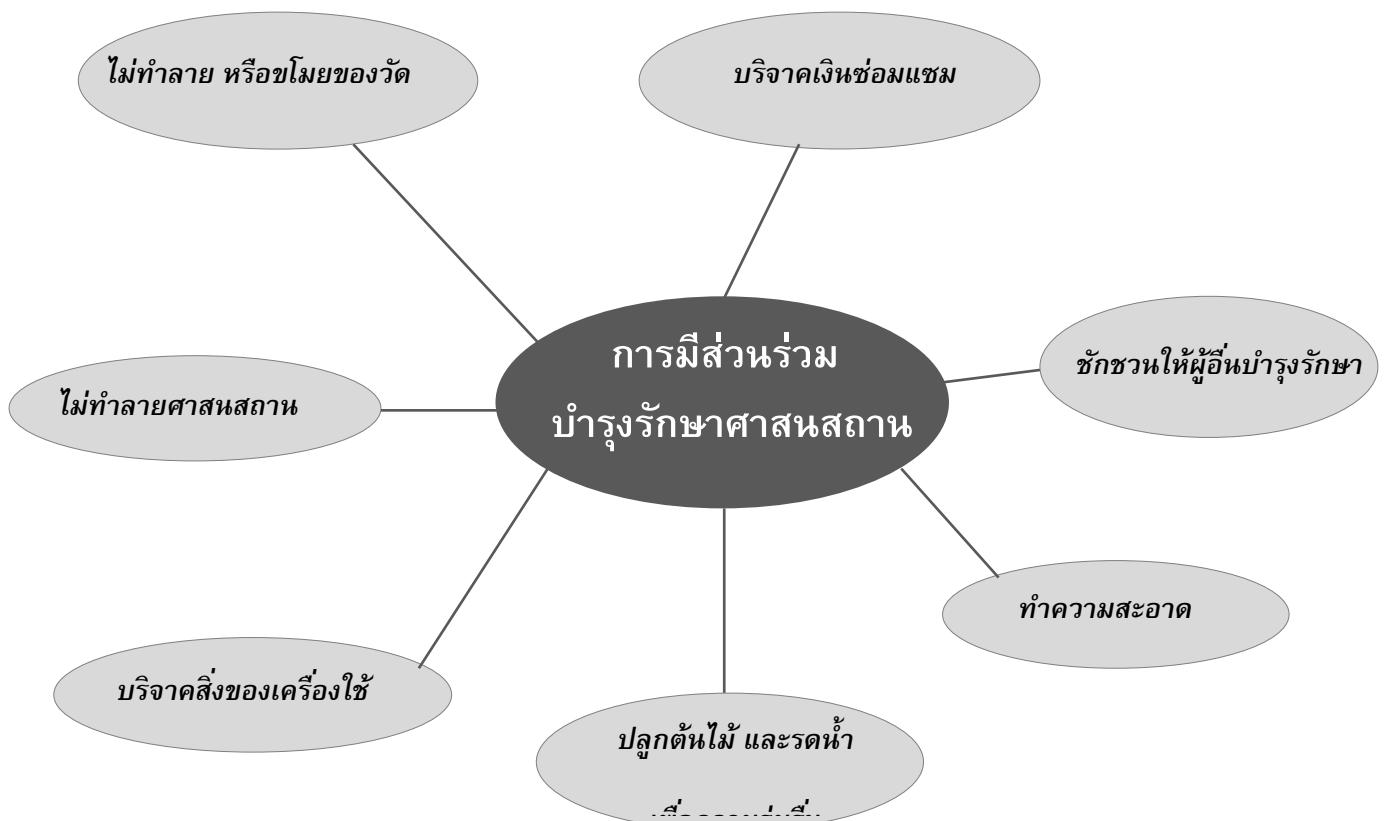 ไม่ทำลาย หรือขโมยของวัด
บริจาคเงินซ่อมแซม
การมีส่วนร่วม
บำรุงรักษาศาสนสถาน
ชักชวนให้ผู้อื่นบำรุงรักษา
ไม่ทำลายศาสนสถาน
ทำความสะอาด
บริจาคสิ่งของเครื่องใช้
ปลูกต้นไม้ และรดน้ำ